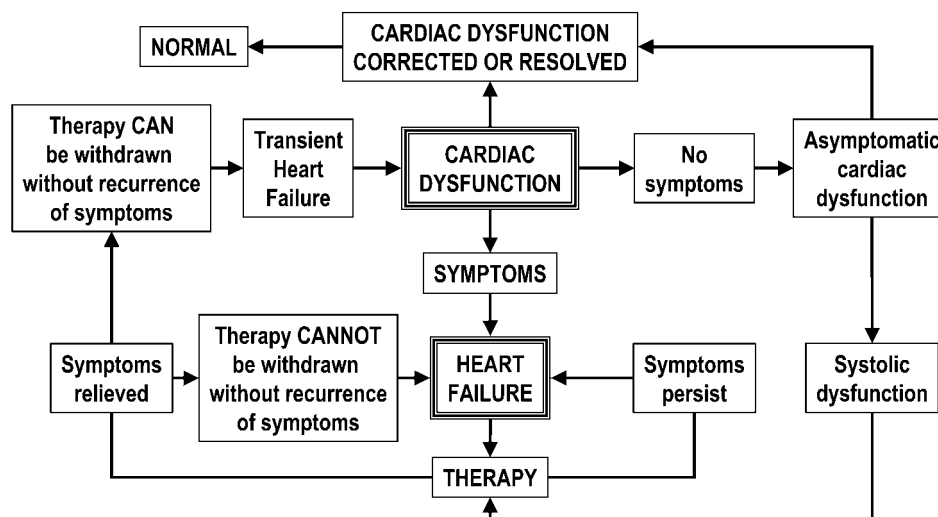 NORMAL
CARDIAC DYSFUNCTION
CORRECTED OR RESOLVED
Therapy CAN
be withdrawn
without recurrence
of symptoms
Transient
Heart
Failure
CARDIAC
DYSFUNCTION
No
symptoms
Asymptomatic
cardiac
dysfunction
SYMPTOMS
Symptoms
relieved
Therapy CANNOT
be withdrawn
without recurrence
of symptoms
HEART
FAILURE
Symptoms
persist
Systolic
dysfunction
THERAPY